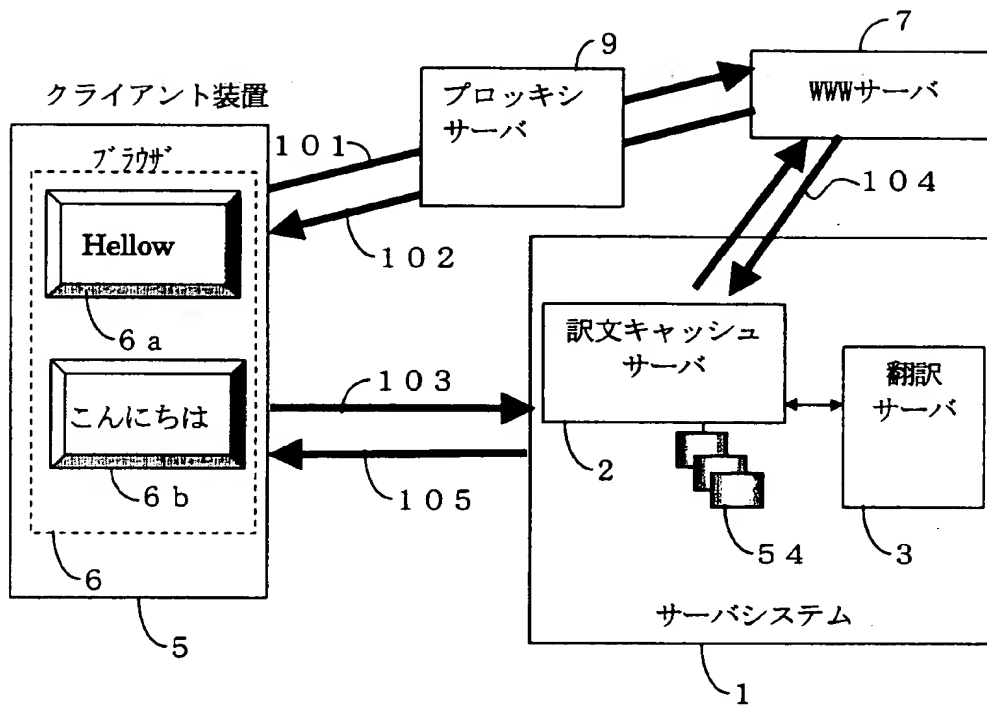 7
9
クライアント装置
プロッキシ
サーバ
WWWサーバ
ブラウザ
101
104
Hellow
102
6a
訳文キャッシュ
サーバ
翻訳
サーバ
103
こんにちは
2
6b
105
54
3
6
サーバシステム
5
1